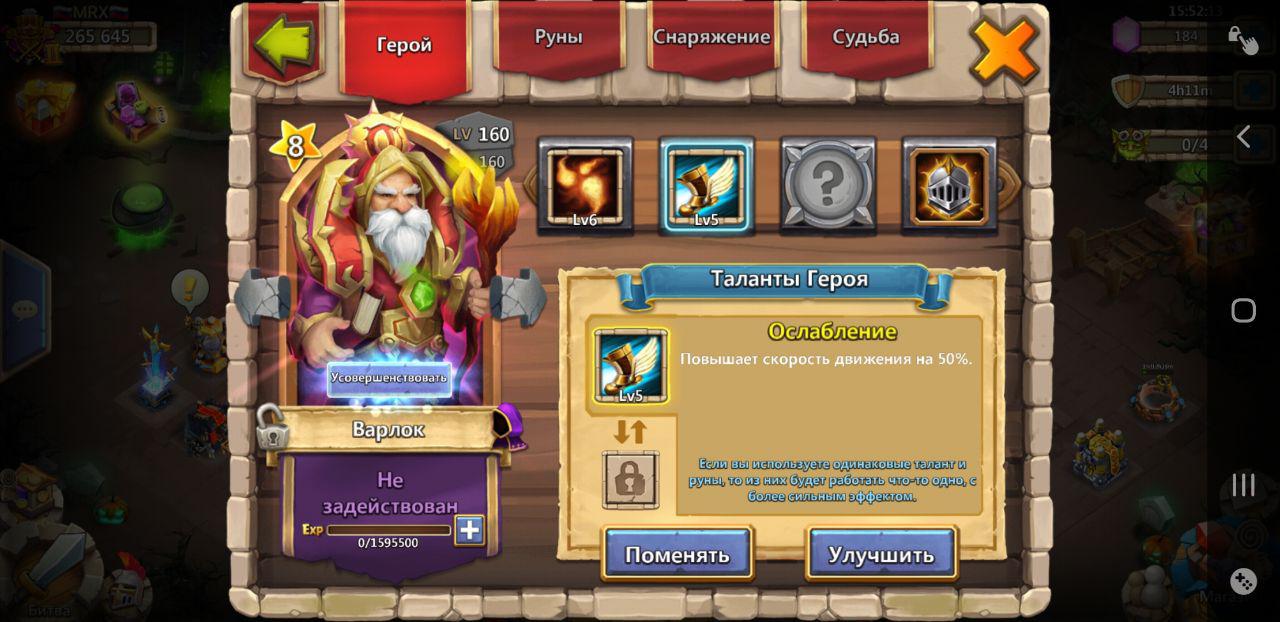 MRX
265 645
Герой
Руны
Снаряжение
Судьба
15:52:13
184
4h11m
0/4
8
LV 160
160
Lv6
Lv5
?
Таланты Героя
Ослабление
Повышает скорость движения на 50%.
Lv5
Если вы используете одинаковые талант и
руны, то из них будет работать что-то одно, с
более сильным эффектом.
Поменять
Улучшить
Усовершенствовать
Варлок
Не
задействован
Exp
0/1595500
Битва